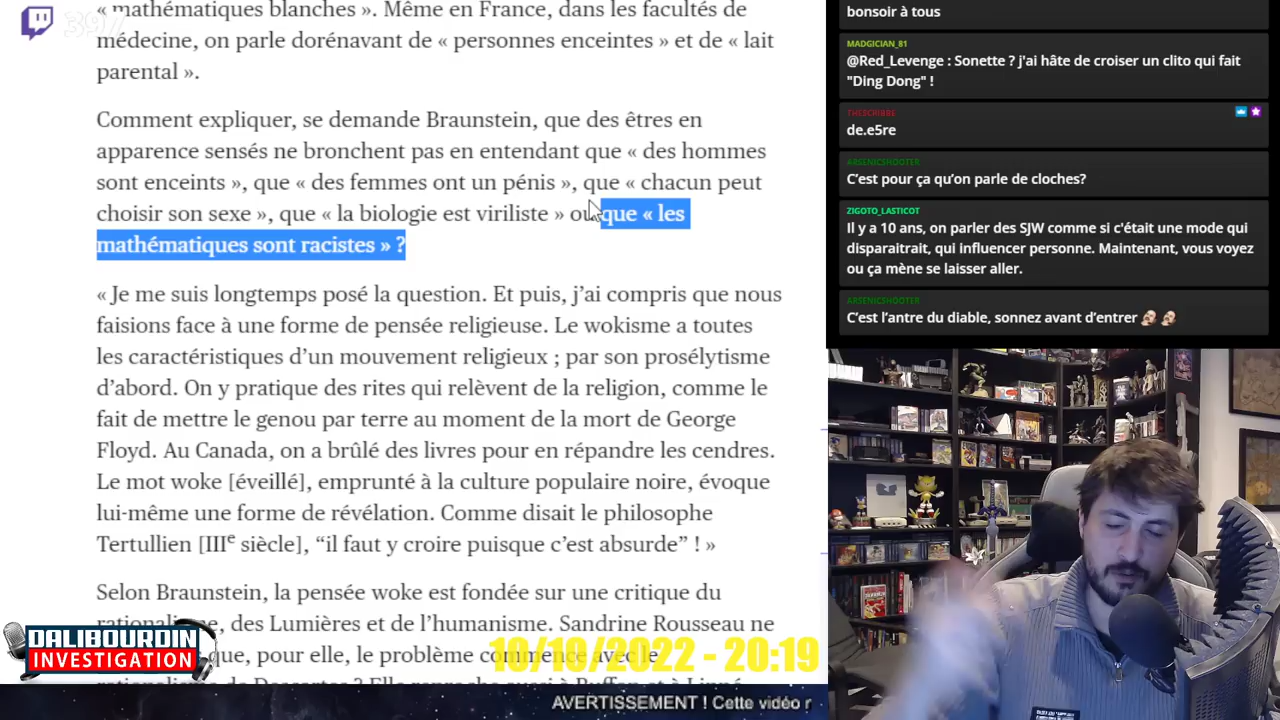 « mathématiques blanches ». Même en France, dans les facultés de
médecine, on parle dorénavant de « personnes enceintes » et de « lait
parental ».
Comment expliquer, se demande Braunstein, que des êtres en
apparence sensés ne bronchent pas en entendant que « des hommes
sont enceints », que « des femmes ont un pénis », que « chacun peut
choisir son sexe », que « la biologie est viriliste » ou que « les
mathématiques sont racistes » ?
« Je me suis longtemps posé la question. Et puis, j’ai compris que nous
faisions face à une forme de pensée religieuse. Le wokisme a toutes
les caractéristiques d’un mouvement religieux ; par son prosélytisme
d’abord. On y pratique des rites qui relèvent de la religion, comme le
fait de mettre le genou par terre au moment de la mort de George
Floyd. Au Canada, on a brûlé des livres pour en répandre les cendres.
Le mot woke [éveillé], emprunté à la culture populaire noire, évoque
lui-même une forme de révélation. Comme disait le philosophe
Tertullien [IIIe siècle], “il faut y croire puisque c’est absurde” ! »
Selon Braunstein, la pensée woke est fondée sur une critique du
rationalisme, des Lumières et de l’humanisme. Sandrine Rousseau ne
que, pour elle, le problème commence avec le
DALIBOURDIN
INVESTIGATION
10/10/2022 - 20:19
AVERTISSEMENT ! Cette vidéo
bonsoir à tous
MADGICIAN_81
@Red_Levenge : Sonette ? j'ai hâte de croiser un clito qui fait
"Ding Dong" !
de.e5re
ARSENICSHOOTER
C’est pour ça qu’on parle de cloches?
ZIGOTO_LASTICOT
Il y a 10 ans, on parler des SJW comme si c'était une mode qui
disparaitrait, qui influencer personne. Maintenant, vous voyez
ou ça mène se laisser aller.
ARSENICSHOOTER
C’est l’antre du diable, sonnez avant d’entrer